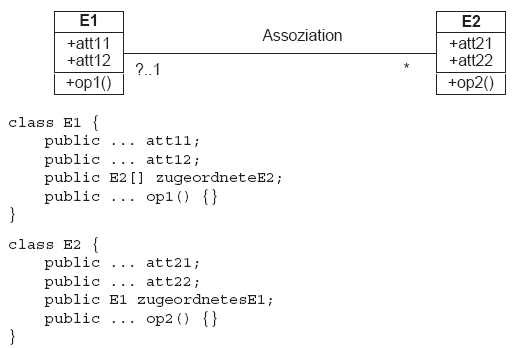 E1
+att11
+att12
+op1()
Assoziation
?..1
*
E2
+att21
+att22
+op2()
class E1 {
public ... att11;
public ... att12;
public E2[] zugeordneteE2;
public ... op1() {}
}
class E2 {
public ... att21;
public ... att22;
public E1 zugeordnetesE1;
public ... op2() {}
}